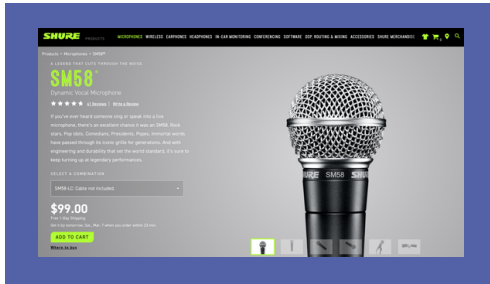 SHURE PRODUCTS MICROPHONES WIRELESS EARPHONES HEADPHONES IN-EAR MONITORING CONFERENCING SOFTWARE DSP, ROUTING & MIXING ACCESSORIES SHURE MERCHANDISE
Products > Microphones > SM58®
A LEGEND THAT CUTS THROUGH THE NOISE
SM58
Dynamic Vocal Microphone
Write a Review
If you've ever heard someone sing or speak into a live
microphone, there's an excellent chance it was an SM58. Rock
stars, Pop idols, Comedians, Presidents, Popes, immortal words
have passed through its iconic grille for generations. And with
engineering and durability that set the world standard, it's sure to
keep turning up at legendary performances.
SELECT A COMBINATION
SM58-LC: Cable not included
$99.00
Free 1 Day Shipping
ADD TO CART
Where to buy
SHURE SM58 SHURE